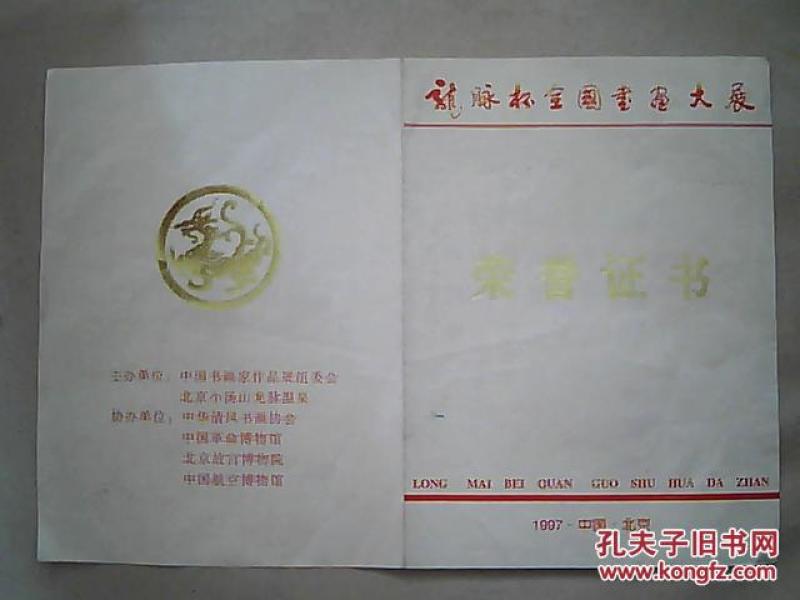 龍脉杯全國書畫大展
荣誉证书
LONG MAI BEI QUAN GUO SHU HUA DA ZHAN
1997·中国·北京
主办单位：中国书画家作品展组委会
北京小汤山龙脉温泉
协办单位：中华清风书画协会
中国革命博物馆
北京故宫博物院
中国航空博物馆
孔夫子旧书网
www.kongfz.com